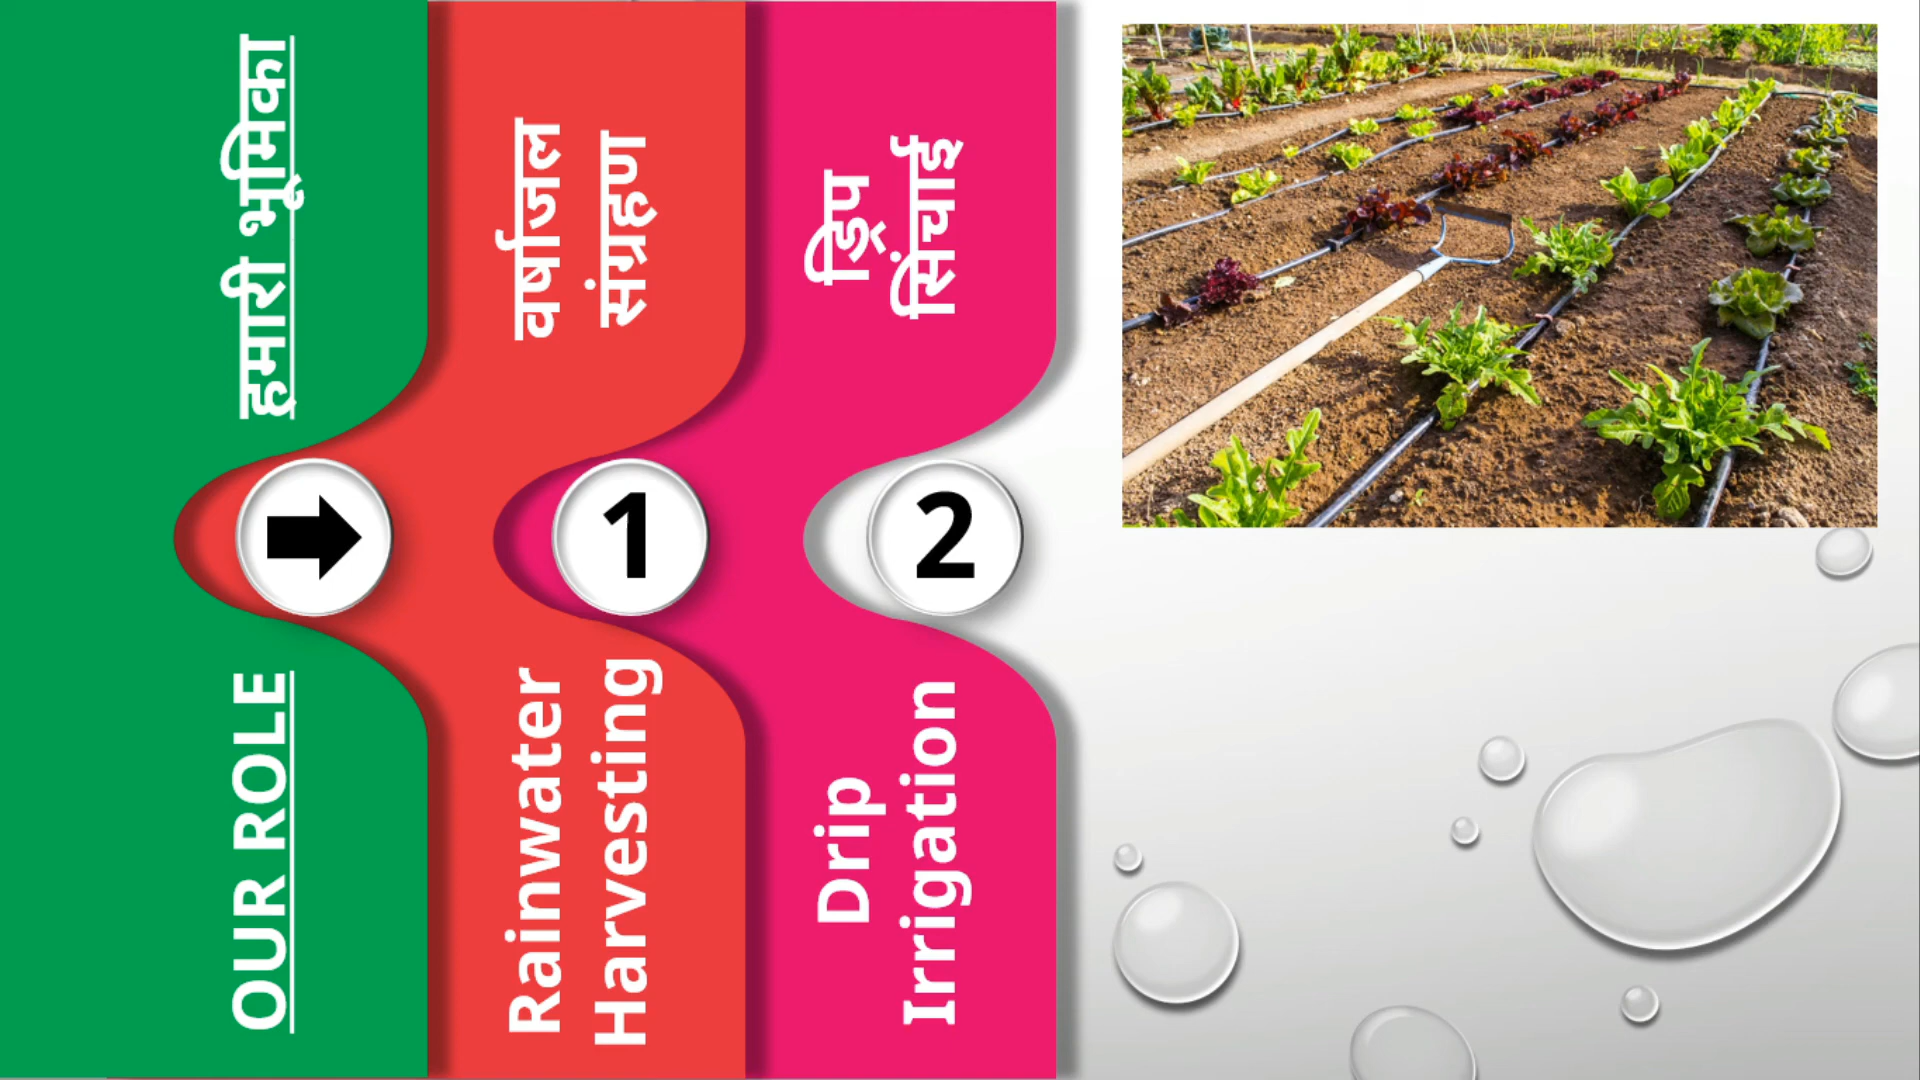 हमारी भूमिका
OUR ROLE
वर्षाजल
संग्रहण
1
Rainwater
Harvesting
ड्रिप
सिंचाई
2
Drip
Irrigation